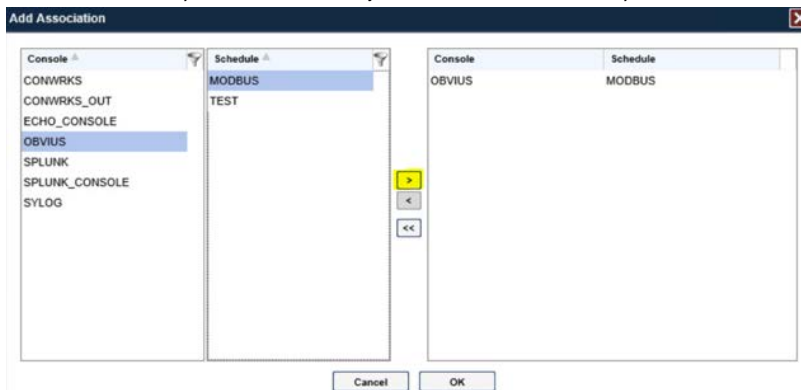 Add Association
Console Schedule Console Schedule
CONWRKS MODBUS OBVIUS MODBUS
CONWRKS_OUT TEST
ECHO_CONSOLE
OBVIUS
SPLUNK
SPLUNK_CONSOLE
SYLOG
>
<
<<
Cancel OK